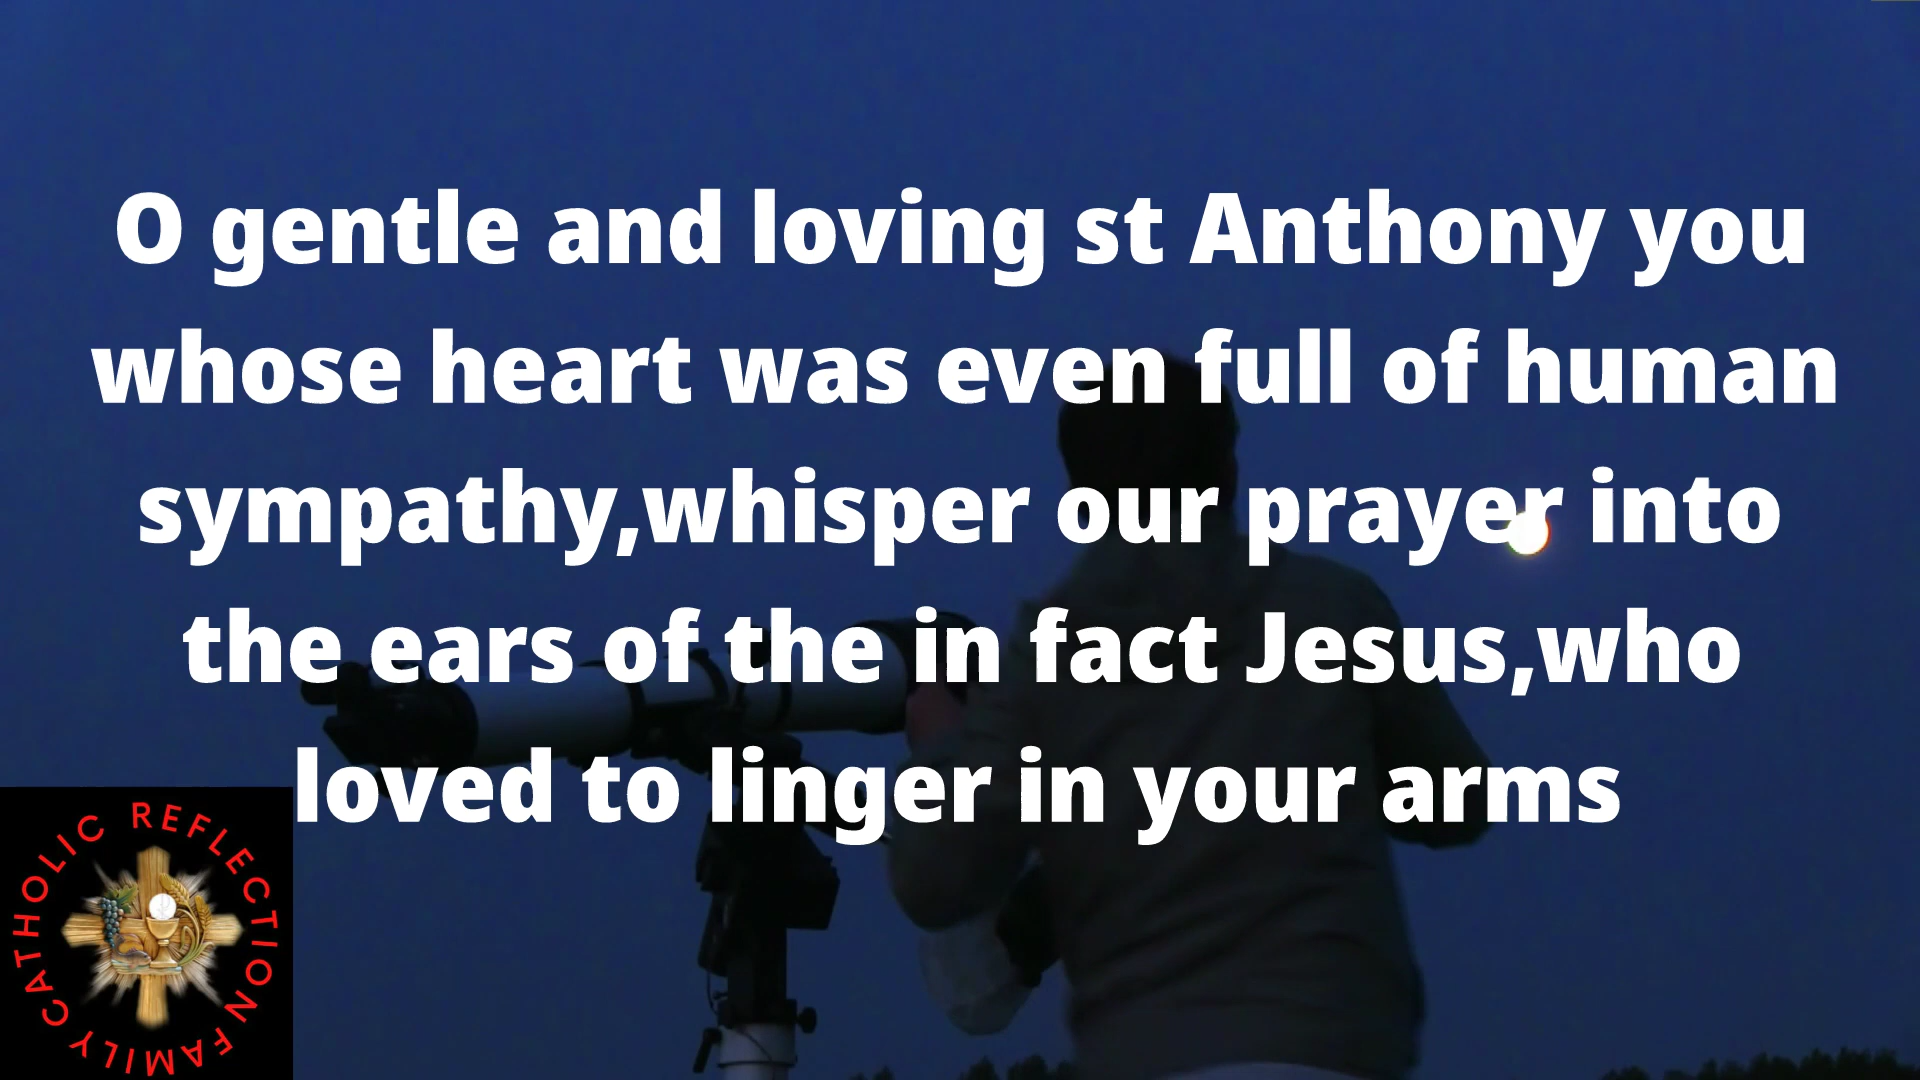 O gentle and loving st Anthony you
whose heart was even full of human
sympathy,whisper our prayer into
the ears of the in fact Jesus,who
loved to linger in your arms
CATHOLIC REFLECTION FAMILY